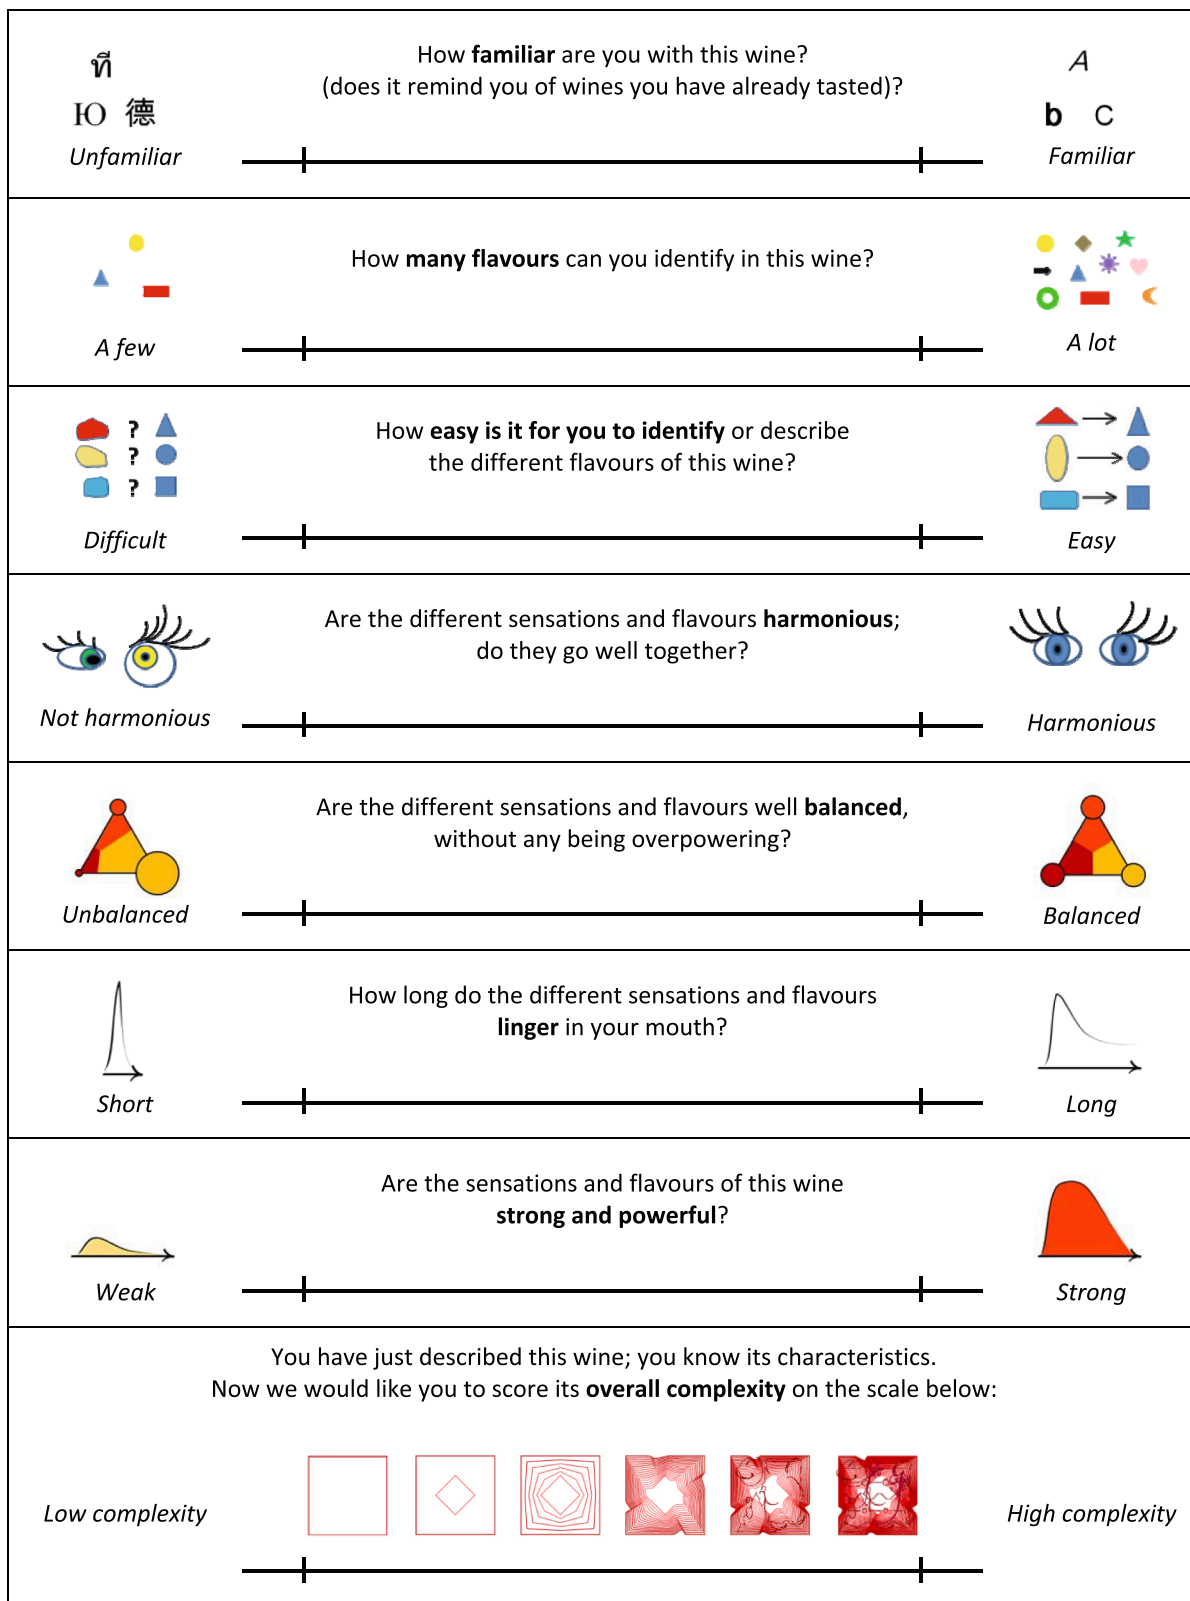 ที
Ю 德
Unfamiliar
How familiar are you with this wine?
(does it remind you of wines you have already tasted)?
A
b C
Familiar
How many flavours can you identify in this wine?
A few
A lot
? 
?
?
Difficult
How easy is it for you to identify or describe
the different flavours of this wine?
Easy
Are the different sensations and flavours harmonious;
do they go well together?
Not harmonious
Harmonious
Are the different sensations and flavours well balanced,
without any being overpowering?
Unbalanced
Balanced
How long do the different sensations and flavours
linger in your mouth?
Short
Long
Are the sensations and flavours of this wine
strong and powerful?
Weak
Strong
You have just described this wine; you know its characteristics.
Now we would like you to score its overall complexity on the scale below:
Low complexity
High complexity